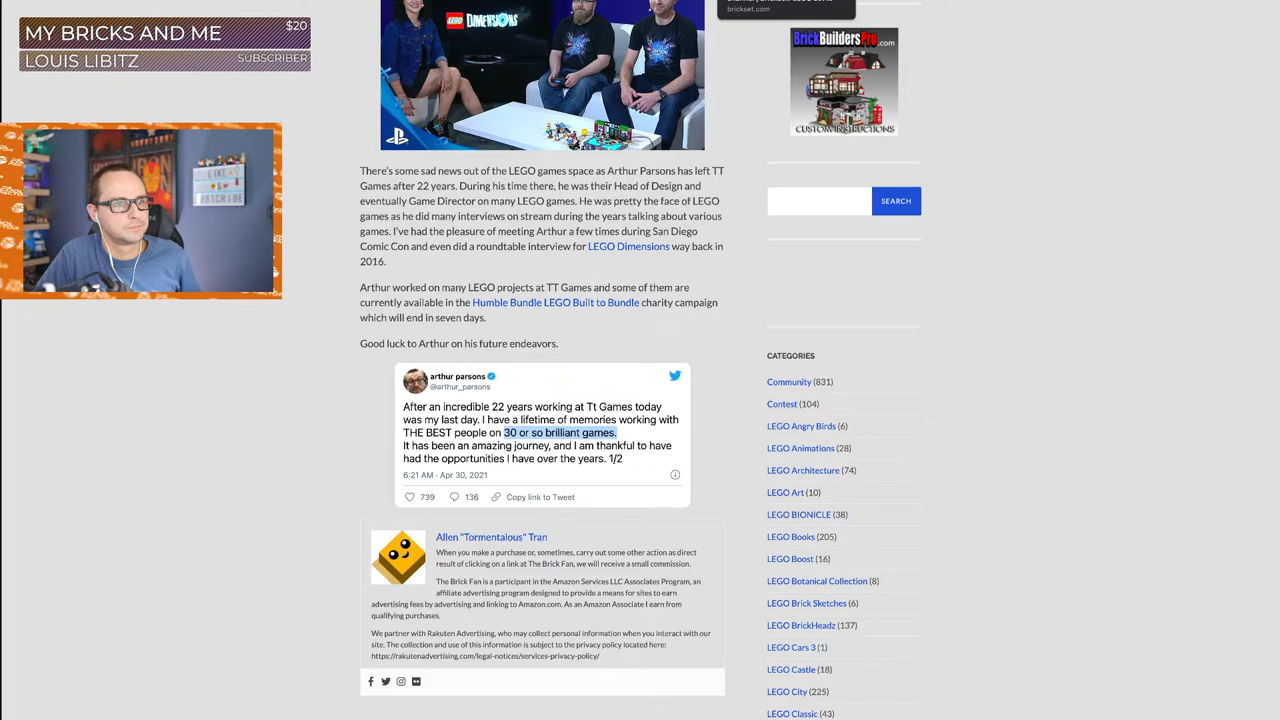 MY BRICKS AND ME
$20
LOUIS LIBITZ
SUBSCRIBER
LIKE
SUBSCRIBE
LEGO DIMENSIONS
brickset.com
BrickBuildersPro.com
CUSTOM INSTRUCTIONS
There's some sad news out of the LEGO games space as Arthur Parsons has left TT
Games after 22 years. During his time there, he was their Head of Design and
eventually Game Director on many LEGO games. He was pretty the face of LEGO
games as he did many interviews on stream during the years talking about various
games. I've had the pleasure of meeting Arthur a few times during San Diego
Comic Con and even did a roundtable interview for LEGO Dimensions way back in
2016.
Arthur worked on many LEGO projects at TT Games and some of them are
currently available in the Humble Bundle LEGO Built to Bundle charity campaign
which will end in seven days.
Good luck to Arthur on his future endeavors.
arthur parsons
@arthur_parsons
After an incredible 22 years working at Tt Games today
was my last day. I have a lifetime of memories working with
THE BEST people on 30 or so brilliant games.
It has been an amazing journey, and I am thankful to have
had the opportunities I have over the years. 1/2
6:21 AM · Apr 30, 2021
739 136 Copy link to Tweet
Allen "Tormentalous" Tran
When you make a purchase or, sometimes, carry out some other action as direct
result of clicking on a link at The Brick Fan, we will receive a small commission.
The Brick Fan is a participant in the Amazon Services LLC Associates Program, an
affiliate advertising program designed to provide a means for sites to earn
advertising fees by advertising and linking to Amazon.com. As an Amazon Associate I earn from
qualifying purchases.
We partner with Rakuten Advertising, who may collect personal information when you interact with our
site. The collection and use of this information is subject to the privacy policy located here:
https://rakutenadvertising.com/legal-notices/services-privacy-policy/
SEARCH
CATEGORIES
Community (831)
Contest (104)
LEGO Angry Birds (6)
LEGO Animations (28)
LEGO Architecture (74)
LEGO Art (10)
LEGO BIONICLE (38)
LEGO Books (205)
LEGO Boost (16)
LEGO Botanical Collection (8)
LEGO Brick Sketches (6)
LEGO BrickHeadz (137)
LEGO Cars 3 (1)
LEGO Castle (18)
LEGO City (225)
LEGO Classic (43)